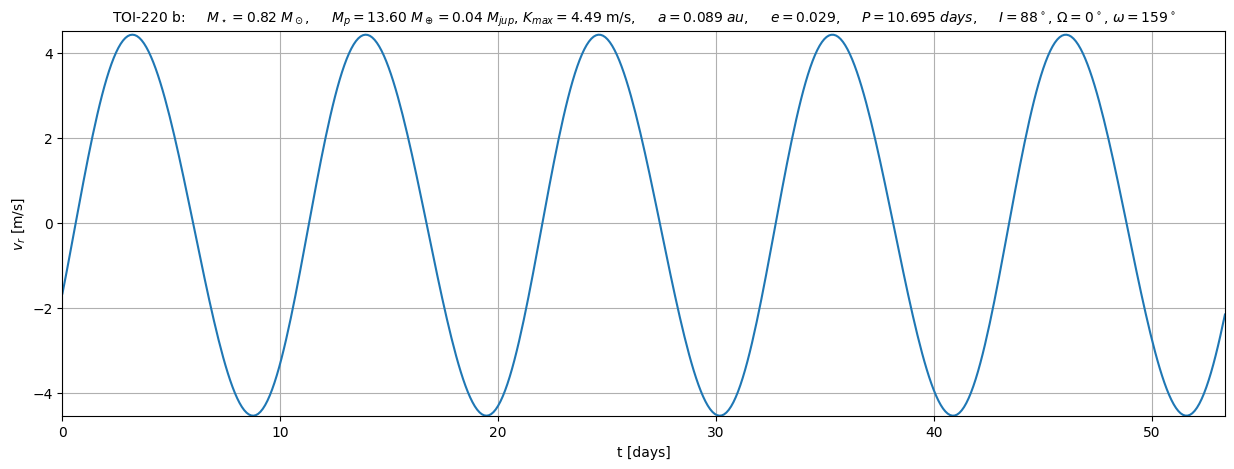 TOI-220 b: M⋆ = 0.82 M⊙, Mp = 13.60 M⊕ = 0.04 Mjup, Kmax = 4.49 m/s, a = 0.089 au, e = 0.029, P = 10.695 days, I = 88°, Ω = 0°, ω = 159°
4
2
0
−2
−4
vr [m/s]
0 10 20 30 40 50
t [days]